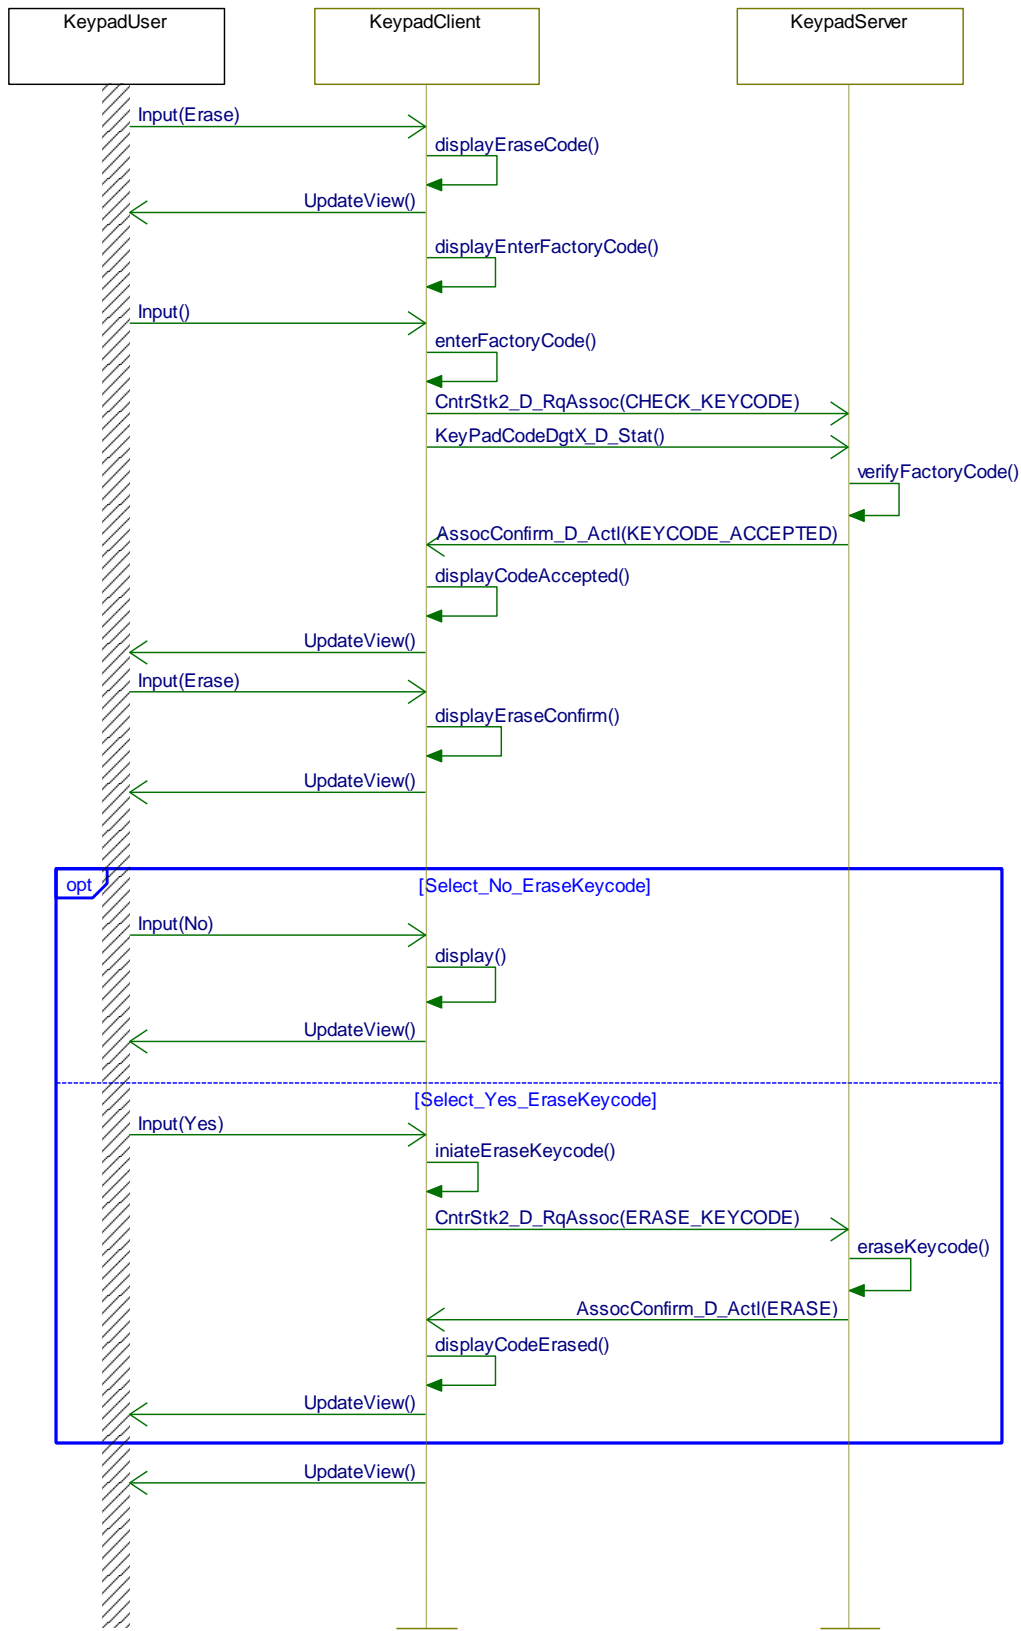 KeypadUser
KeypadClient
KeypadServer
Input(Erase)
displayEraseCode()
UpdateView()
displayEnterFactoryCode()
Input()
enterFactoryCode()
CntrStk2_D_RqAssoc(CHECK_KEYCODE)
KeyPadCodeDgtX_D_Stat()
verifyFactoryCode()
AssocConfirm_D_Actl(KEYCODE_ACCEPTED)
displayCodeAccepted()
UpdateView()
Input(Erase)
displayEraseConfirm()
UpdateView()
opt
[Select_No_EraseKeycode]
Input(No)
display()
UpdateView()
[Select_Yes_EraseKeycode]
Input(Yes)
iniateEraseKeycode()
CntrStk2_D_RqAssoc(ERASE_KEYCODE)
eraseKeycode()
AssocConfirm_D_Actl(ERASE)
displayCodeErased()
UpdateView()
UpdateView()